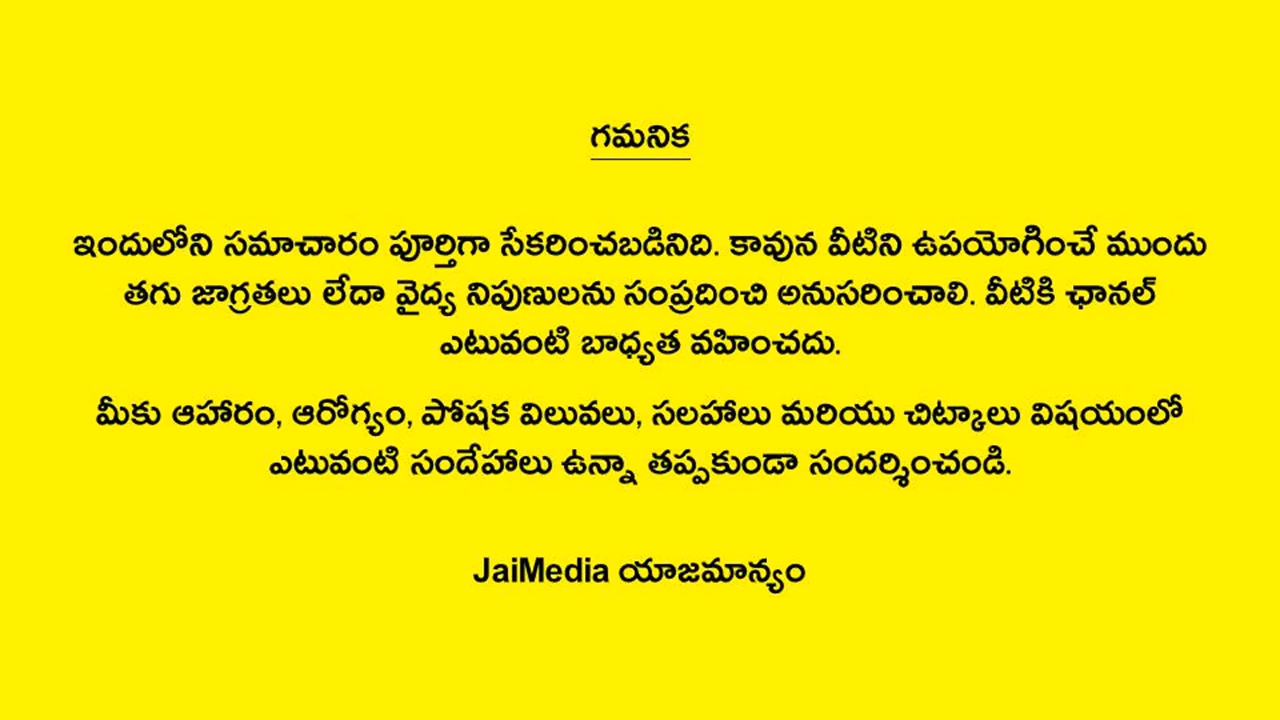 గమనిక
ఇందులోని సమాచారం పూర్తిగా సేకరించబడినిది. కావున వీటిని ఉపయోగించే ముందు
తగు జాగ్రతలు లేదా వైద్య నిపుణులను సంప్రదించి అనుసరించాలి. వీటికి ఛానల్
ఎటువంటి బాధ్యత వహించదు.
మీకు ఆహారం, ఆరోగ్యం, పోషక విలువలు, సలహాలు మరియు చిట్కాలు విషయంలో
ఎటువంటి సందేహాలు ఉన్నా తప్పకుండా సందర్శించండి.
JaiMedia యాజమాన్యం